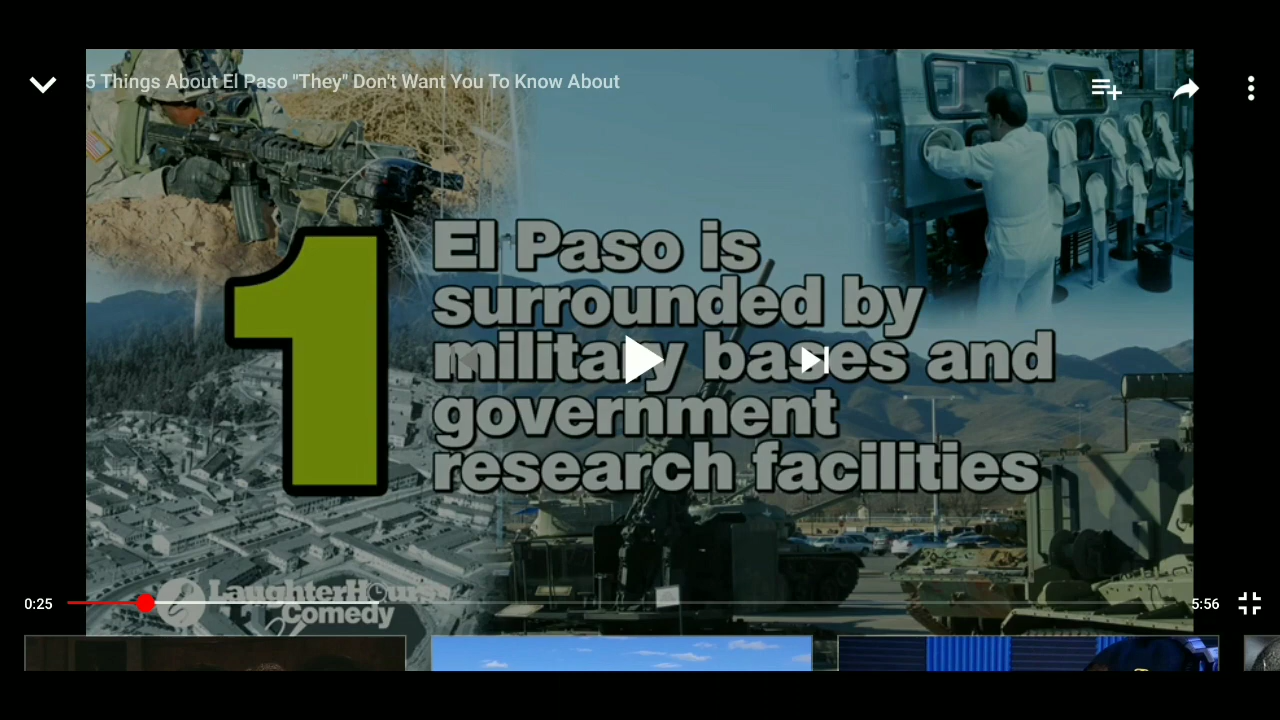 5 Things About El Paso "They" Don't Want You To Know About
1
El Paso is
surrounded by
military bases and
government
research facilities
LaughterHours
Comedy
0:25
5:56